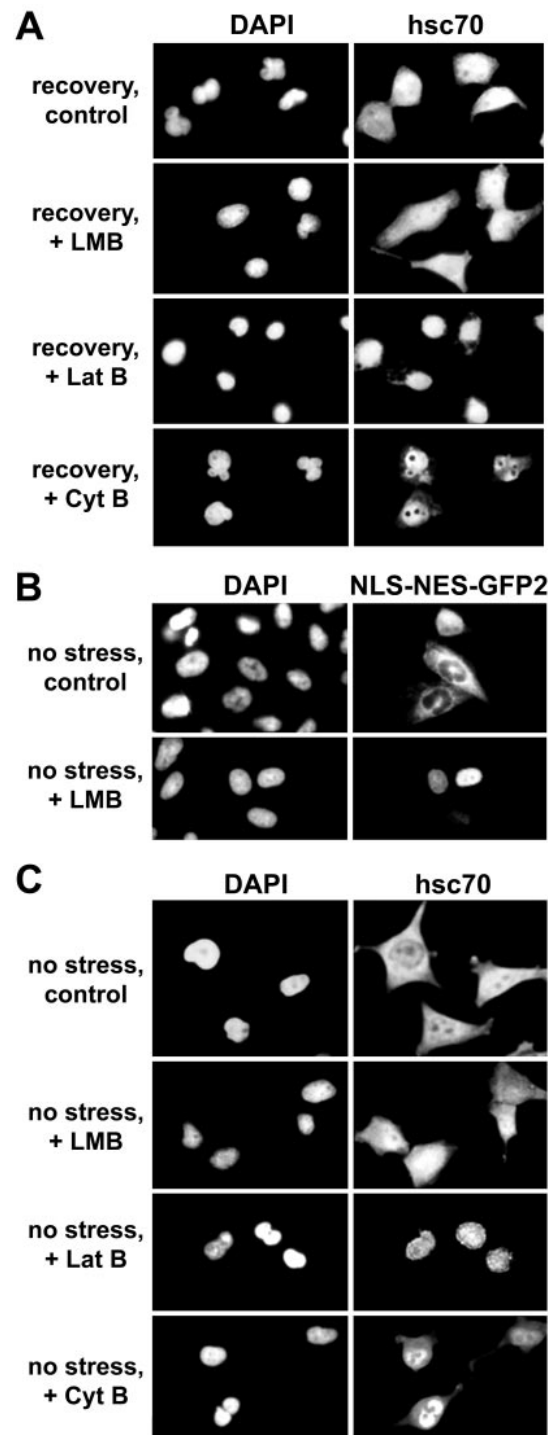 A
DAPI hsc70
recovery,
control
recovery,
+ LMB
recovery,
+ Lat B
recovery,
+ Cyt B
B
DAPI NLS-NES-GFP2
no stress,
control
no stress,
+ LMB
C
DAPI hsc70
no stress,
control
no stress,
+ LMB
no stress,
+ Lat B
no stress,
+ Cyt B